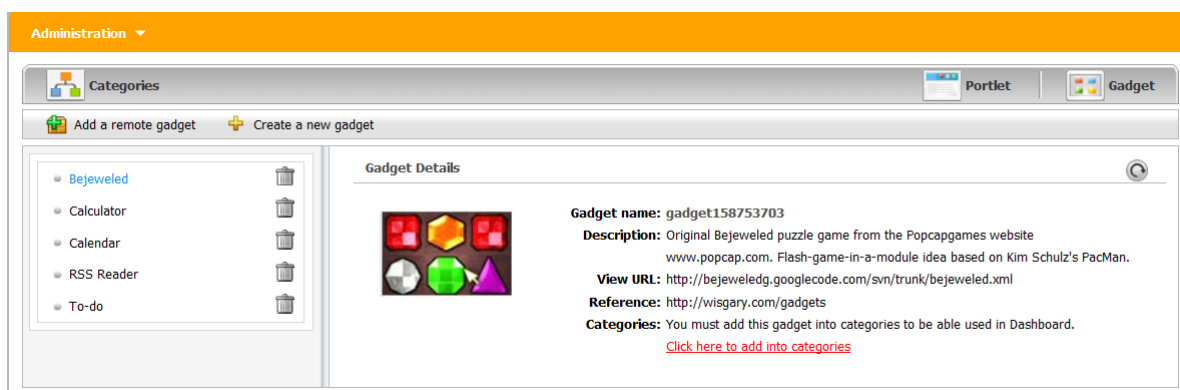 Administration
Categories
Portlet
Gadget
Add a remote gadget
Create a new gadget
Bejeweled
Calculator
Calendar
RSS Reader
To-do
Gadget Details
Gadget name: gadget158753703
Description: Original Bejeweled puzzle game from the Popcapgames website
www.popcap.com. Flash-game-in-a-module idea based on Kim Schulz's PacMan.
View URL: http://bejeweledg.googlecode.com/svn/trunk/bejeweled.xml
Reference: http://wisgary.com/gadgets
Categories: You must add this gadget into categories to be able used in Dashboard.
Click here to add into categories